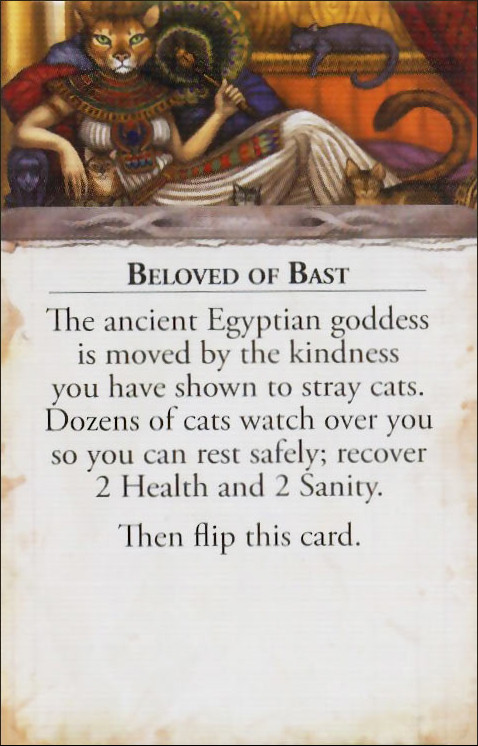 BELOVED OF BAST
The ancient Egyptian goddess
is moved by the kindness
you have shown to stray cats.
Dozens of cats watch over you
so you can rest safely; recover
2 Health and 2 Sanity.
Then flip this card.